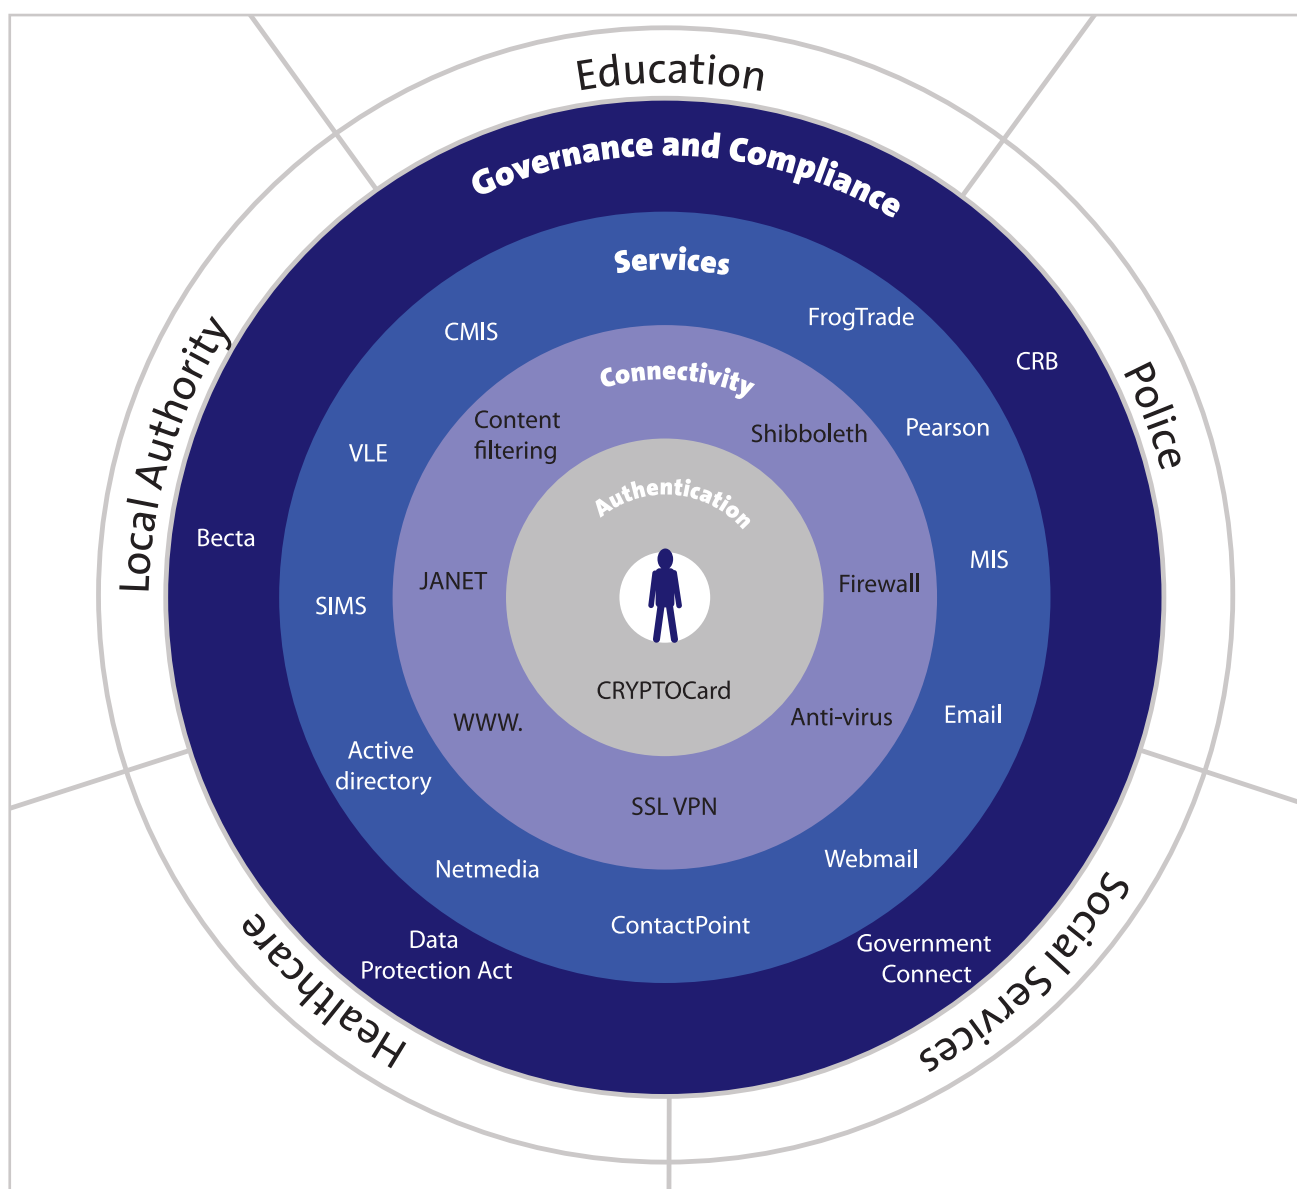 Education
Governance and Compliance
Services
FrogTrade
CMIS
CRB
Connectivity
Local Authority
Police
Content
filtering
Shibboleth
Pearson
VLE
Authentication
Becta
MIS
JANET
Firewall
SIMS
CRYPTOCard
WWW.
Anti-virus
Email
Active
directory
SSL VPN
Netmedia
Webmail
ContactPoint
Data
Protection Act
Government
Connect
Healthcare
Social Services